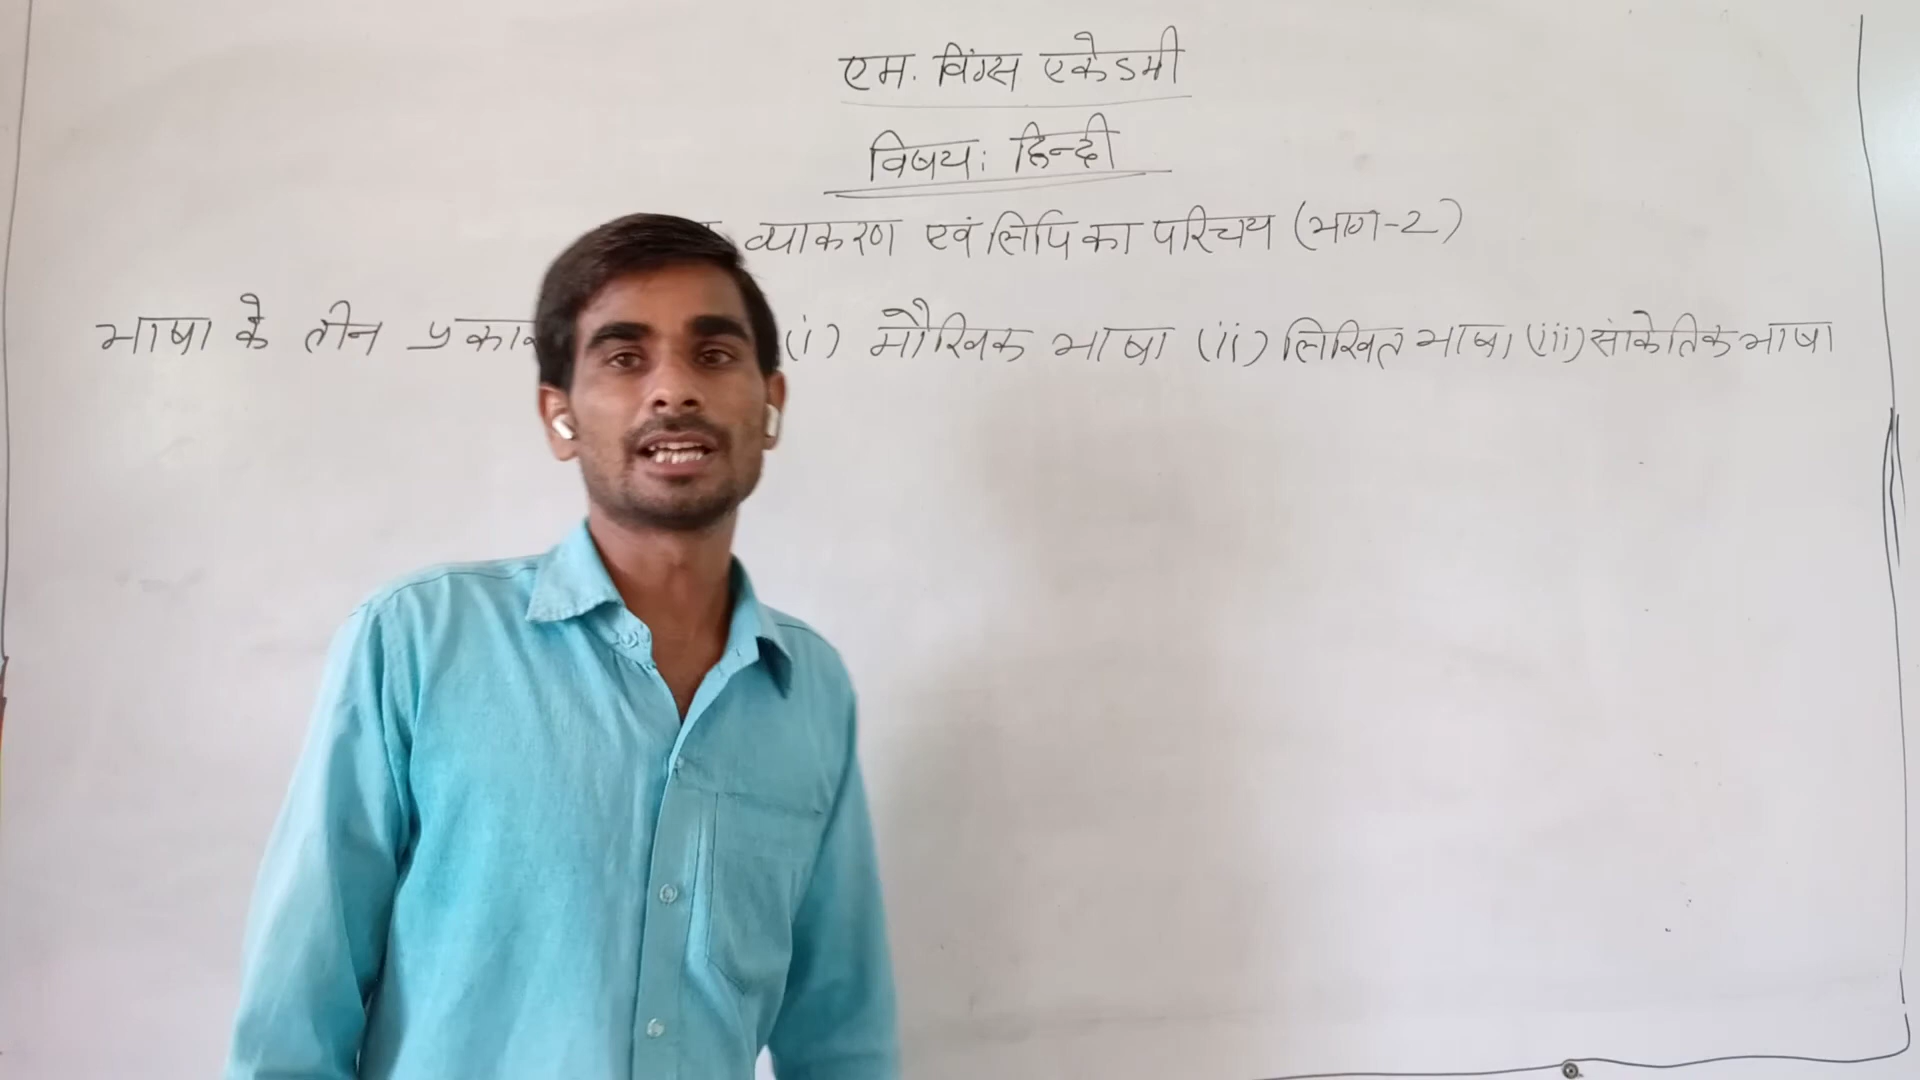 एम. विंग्स एकेडमी
विषय: हिन्दी
व्याकरण एवं लिपि का परिचय (भाग-2)
भाषा के तीन (i) मौखिक भाषा (ii) लिखित भाषा (iii) सांकेतिक भाषा